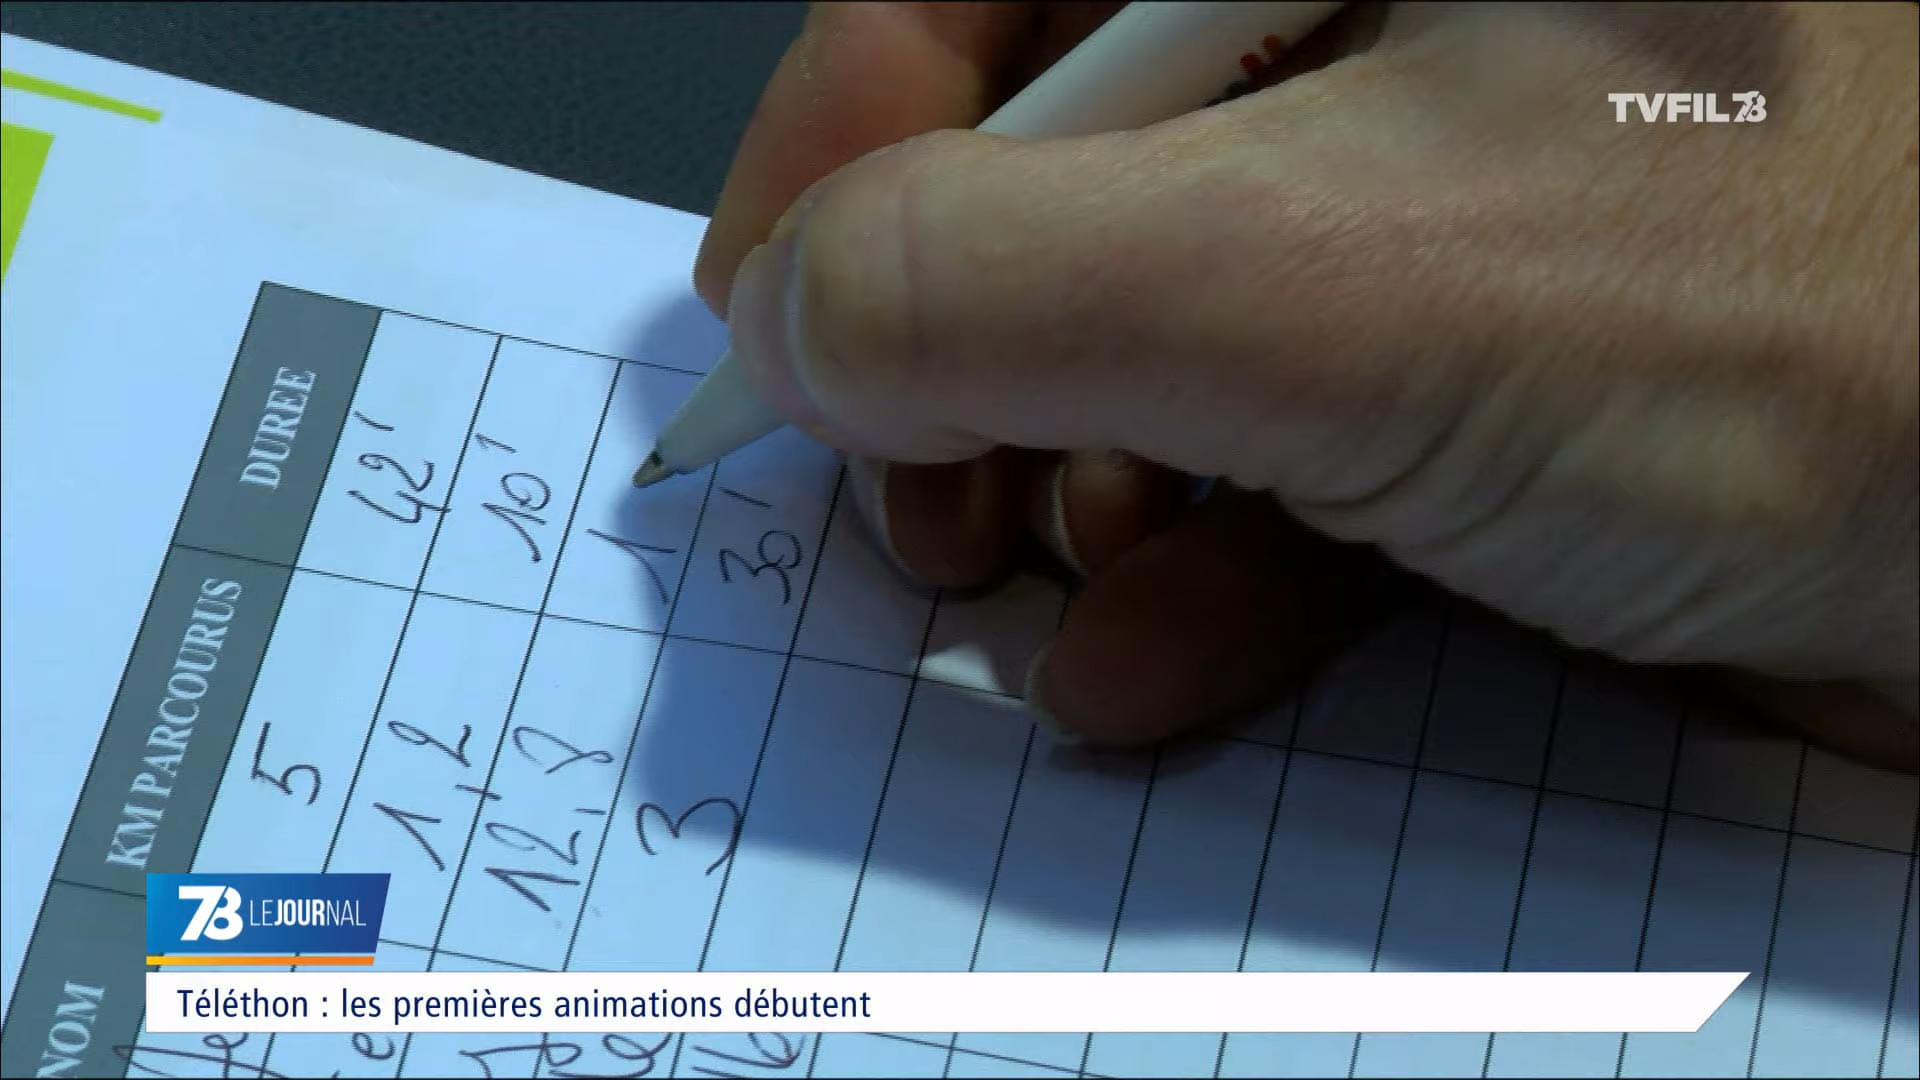 TVFIL78
DUREE
42'
10'
1
30'
KM PARCOURUS
5
1,2
12,8
3
NOM
78 LE JOURNAL
Téléthon : les premières animations débutent